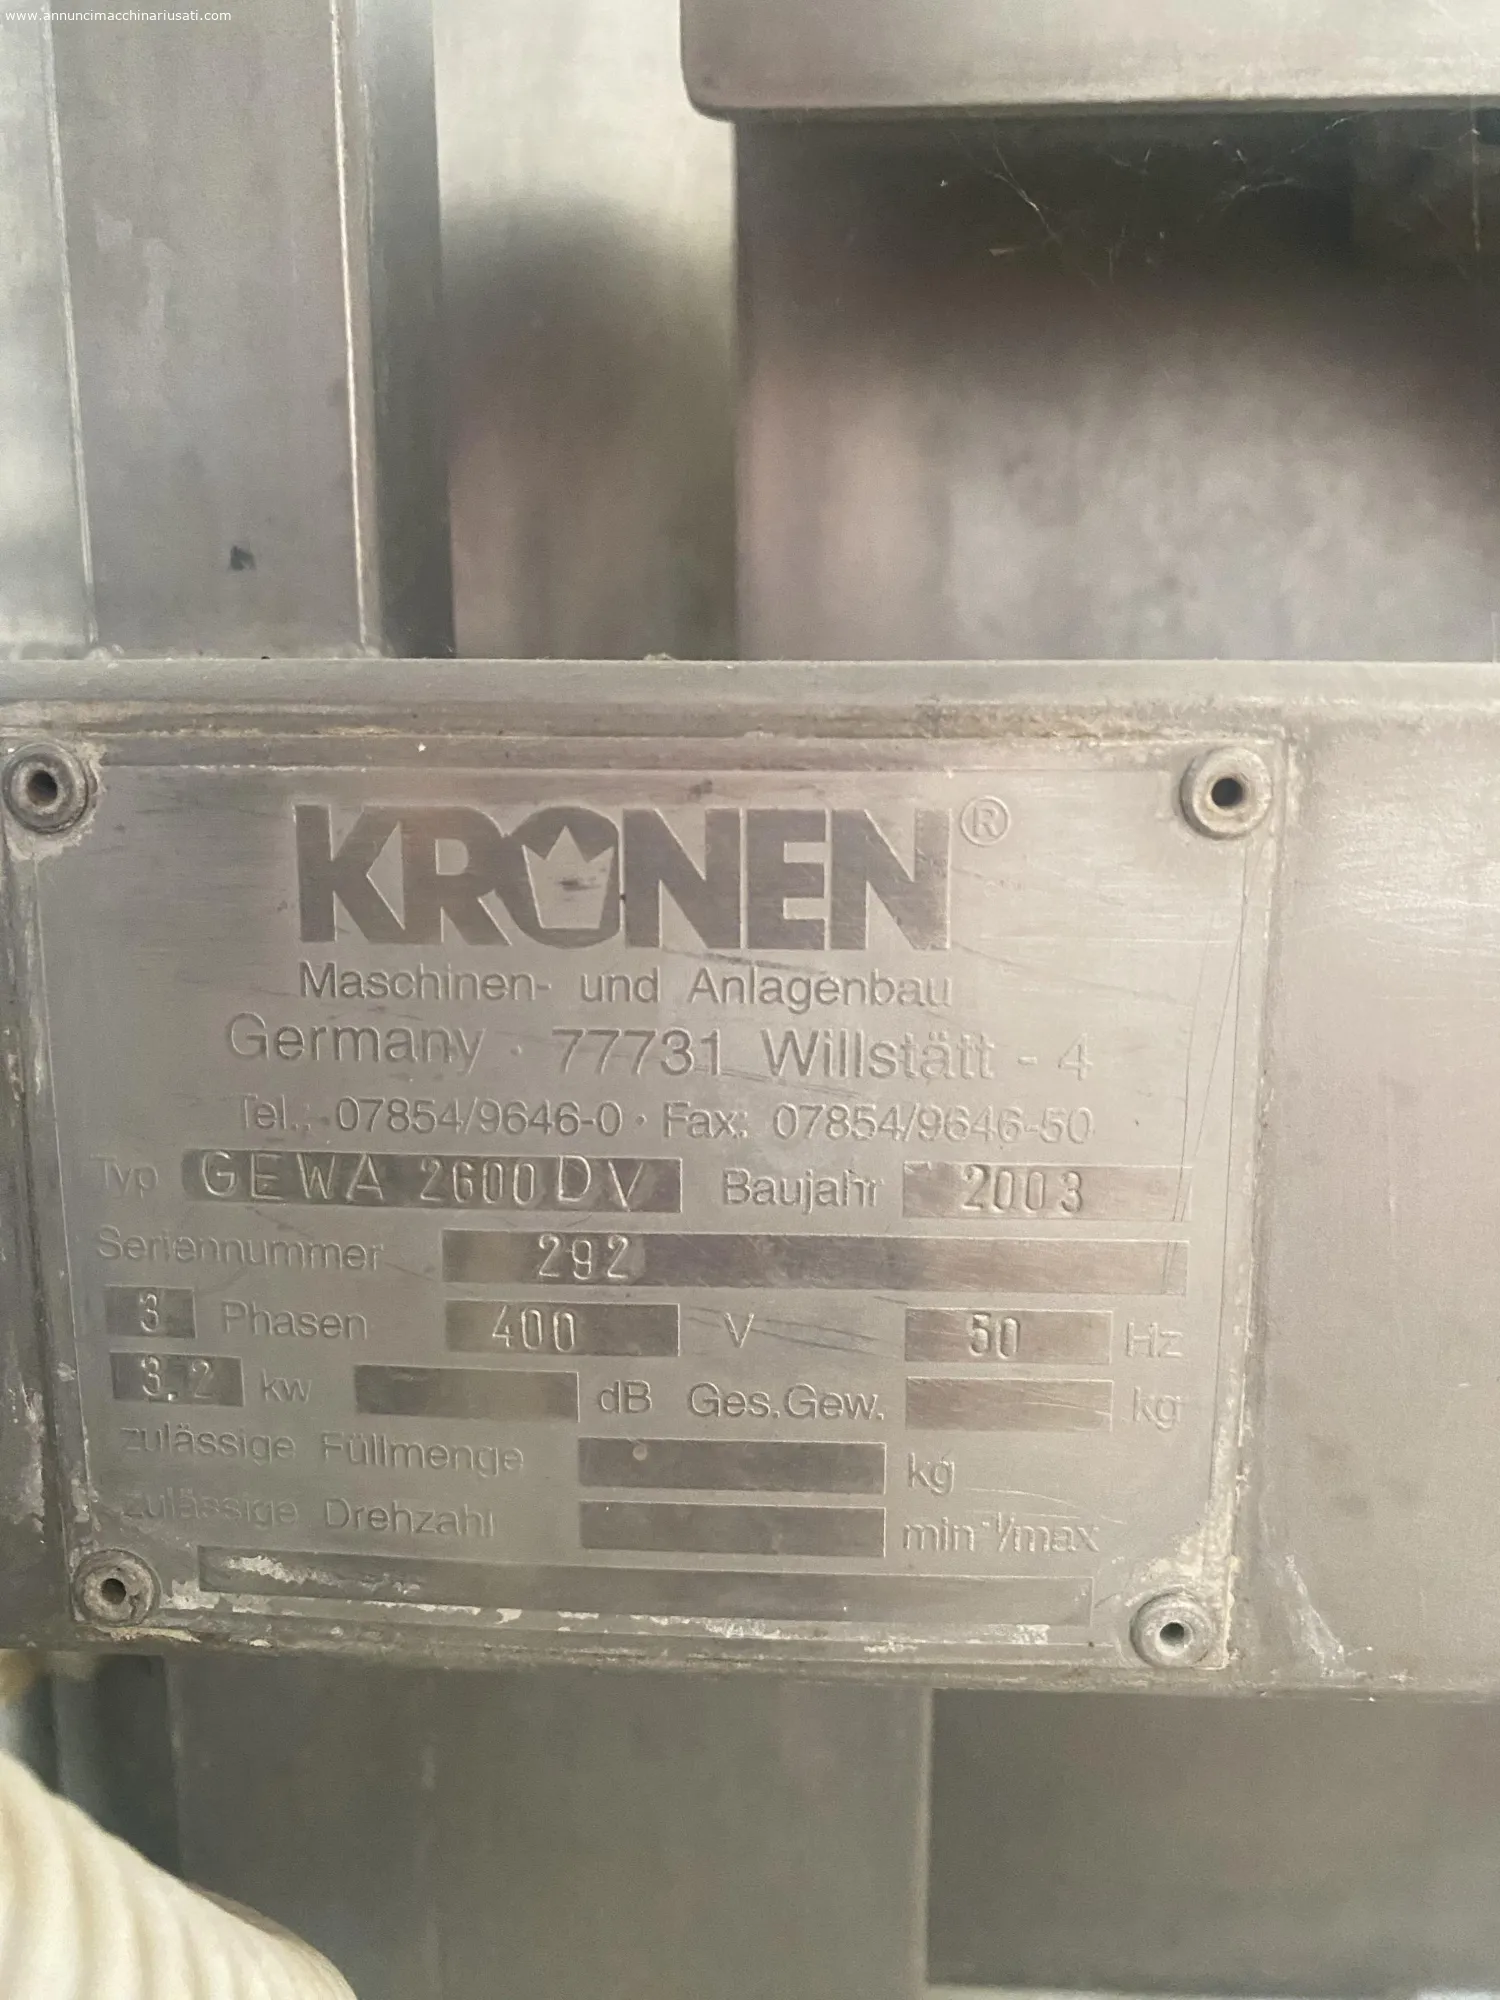 www.annuncimacchinariusati.com
KRONEN®
Maschinen- und Anlagenbau
Germany · 77731 Willstätt - 4
Tel.: 07854/9646-0 · Fax: 07854/9646-50
Typ GEWA 2600 DV Baujahr 2003
Seriennummer 292
3 Phasen 400 V 50 Hz
3.2 kw dB Ges.Gew. kg
zulässige Füllmenge kg
zulässige Drehzahl min⁻¹/max